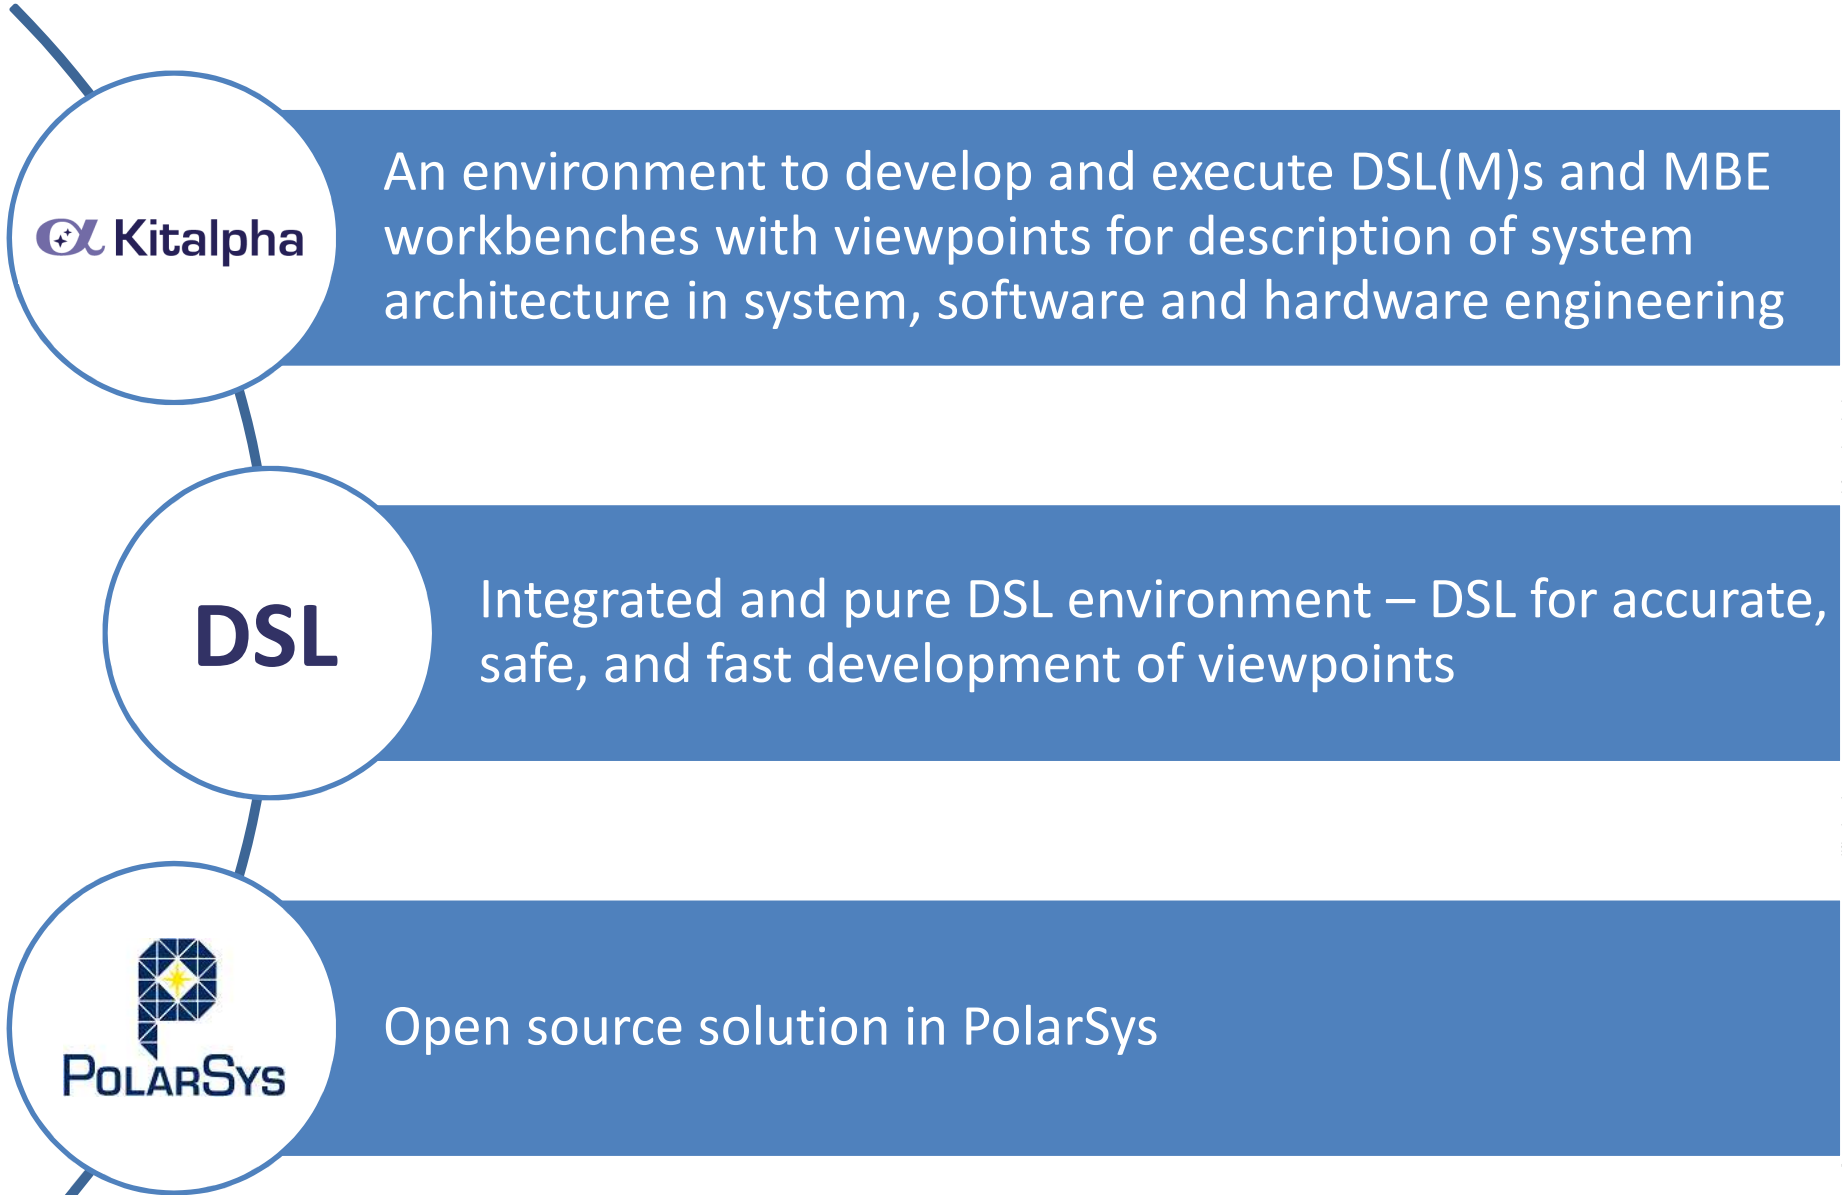 Kitalpha
An environment to develop and execute DSL(M)s and MBE
workbenches with viewpoints for description of system
architecture in system, software and hardware engineering
DSL
Integrated and pure DSL environment – DSL for accurate,
safe, and fast development of viewpoints
POLARSYS
Open source solution in PolarSys